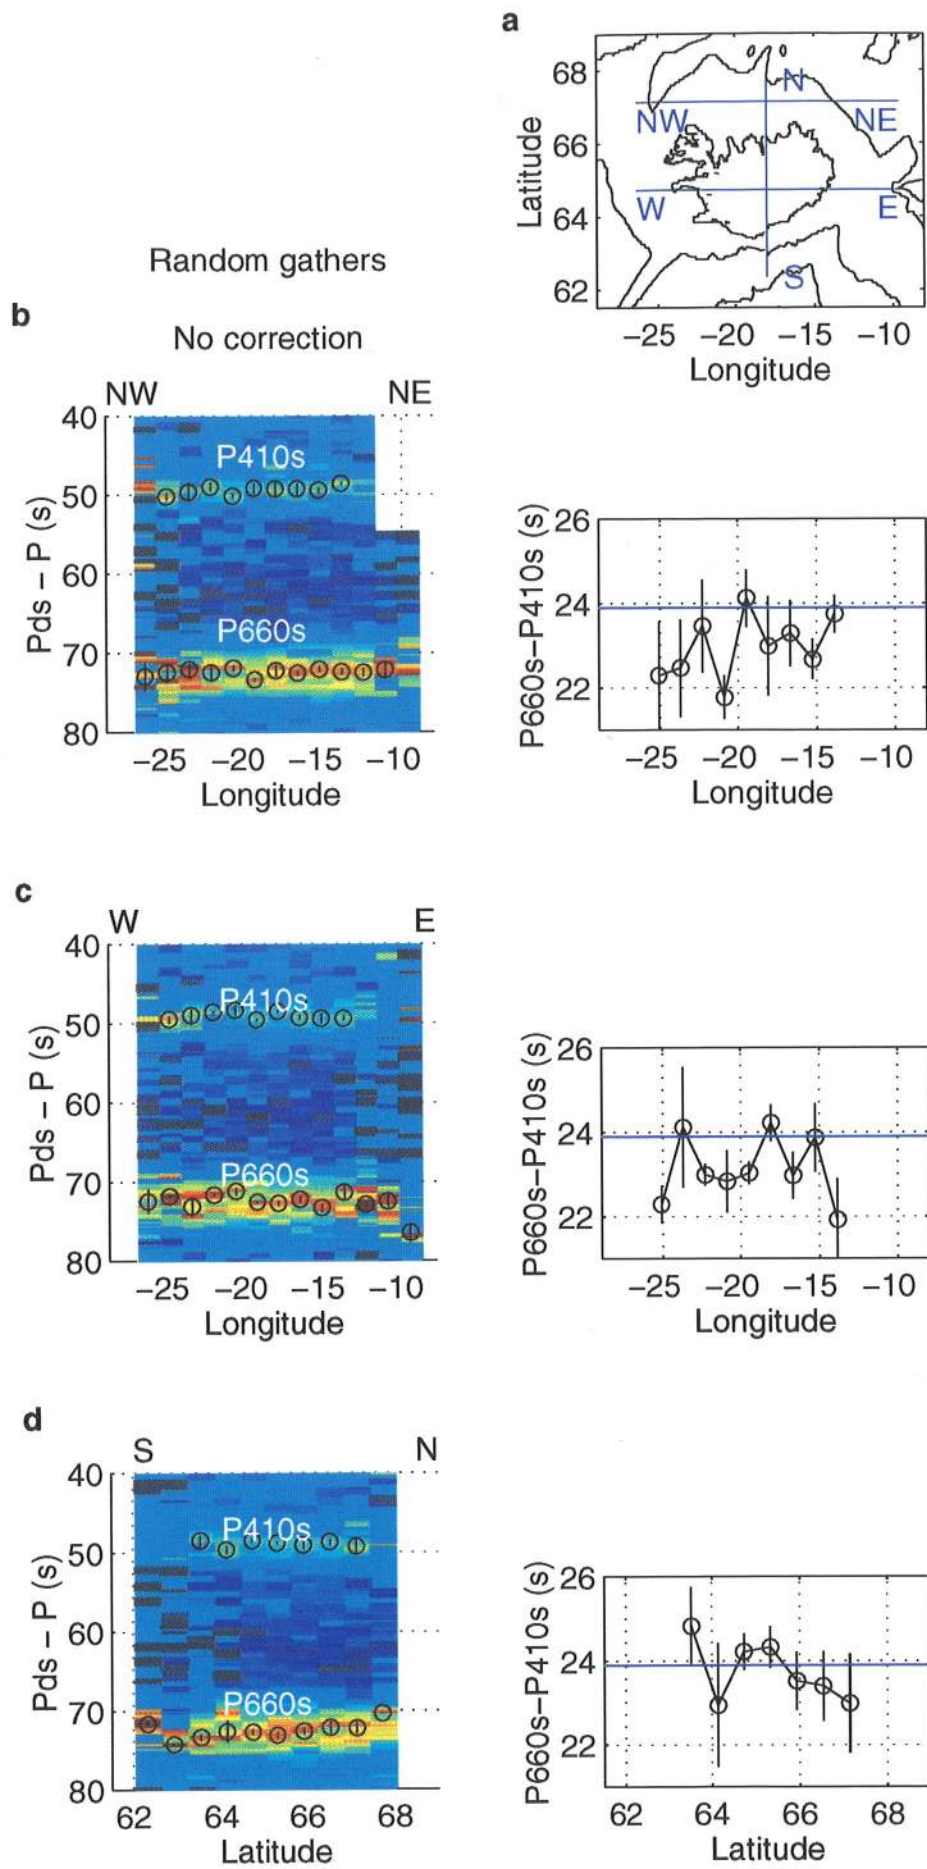 a
68
66
64
62
Latitude
N
NW NE
W E
S
−25 −20 −15 −10
Longitude
Random gathers
b
No correction
NW NE
40
50
60
70
80
Pds − P (s)
P410s
P660s
−25 −20 −15 −10
Longitude
26
24
22
P660s−P410s (s)
−25 −20 −15 −10
Longitude
c
W E
40
50
60
70
80
Pds − P (s)
P410s
P660s
−25 −20 −15 −10
Longitude
26
24
22
P660s−P410s (s)
−25 −20 −15 −10
Longitude
d
S N
40
50
60
70
80
Pds − P (s)
P410s
P660s
62 64 66 68
Latitude
26
24
22
P660s−P410s (s)
62 64 66 68
Latitude